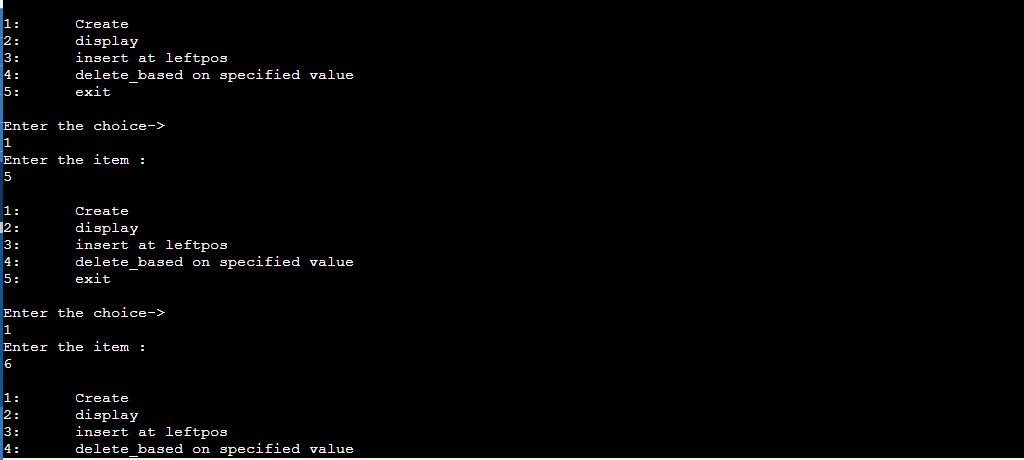 1: Create
2: display
3: insert at leftpos
4: delete_based on specified value
5: exit
Enter the choice->
1
Enter the item :
5
1: Create
2: display
3: insert at leftpos
4: delete_based on specified value
5: exit
Enter the choice->
1
Enter the item :
6
1: Create
2: display
3: insert at leftpos
4: delete_based on specified value